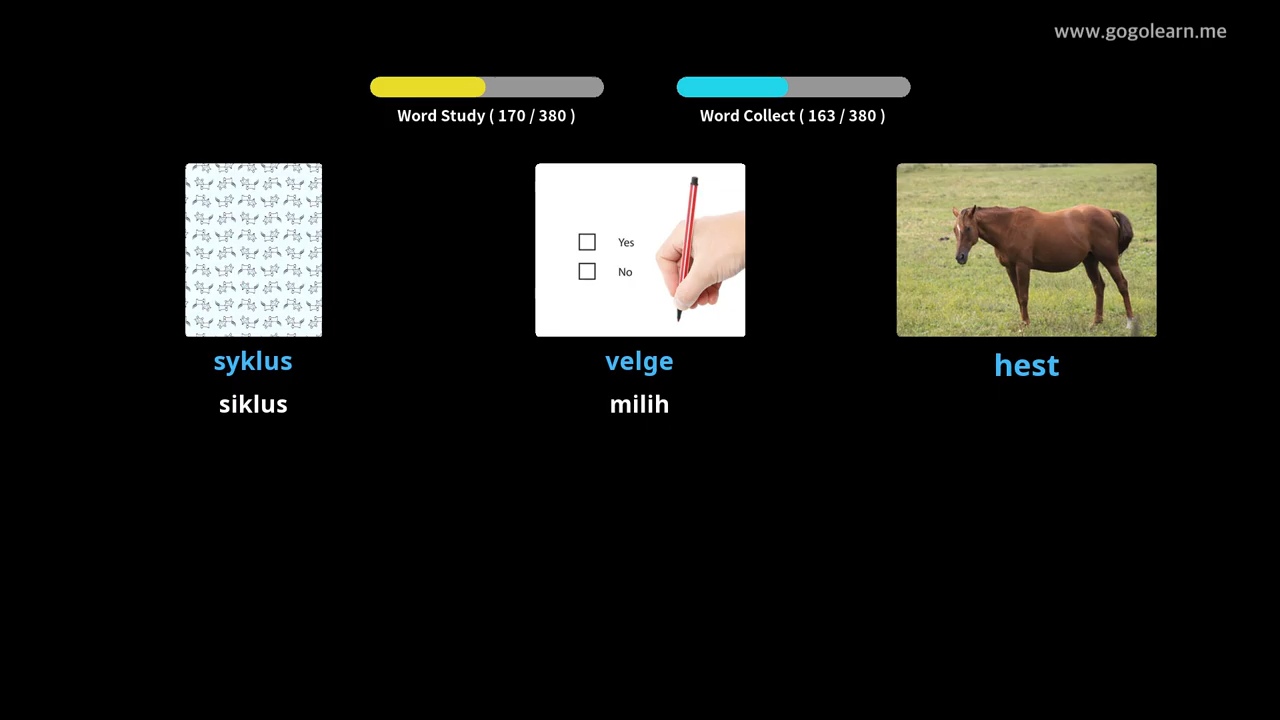 www.gogolearn.me
Word Study ( 170 / 380 )
Word Collect ( 163 / 380 )
Yes
No
syklus
velge
hest
siklus
milih